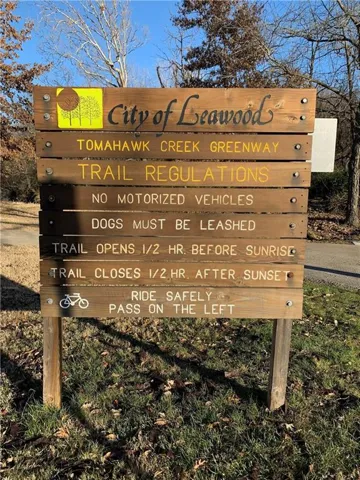 City of Leawood
TOMAHAWK CREEK GREENWAY
TRAIL REGULATIONS
NO MOTORIZED VEHICLES
DOGS MUST BE LEASHED
TRAIL OPENS 1/2 HR. BEFORE SUNRISE
TRAIL CLOSES 1/2 HR. AFTER SUNSET
RIDE SAFELY
PASS ON THE LEFT